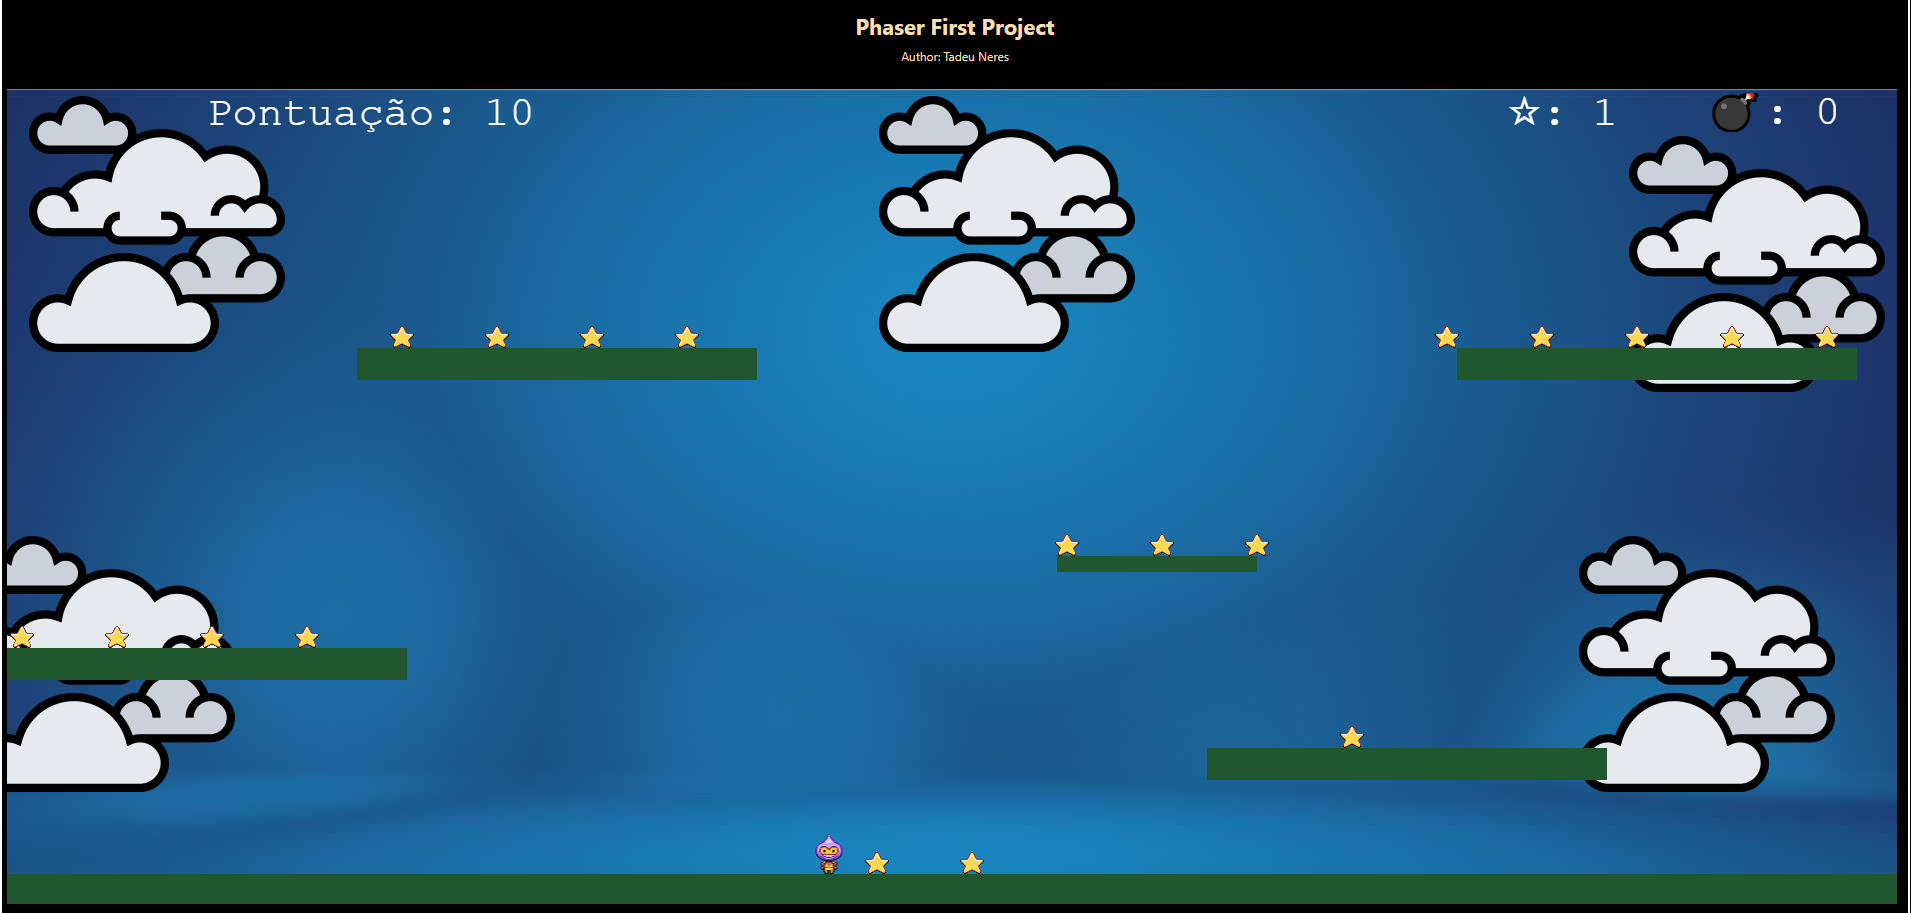 Phaser First Project
Author: Tadeu Neres
Pontuação: 10 ☆: 1 : 0